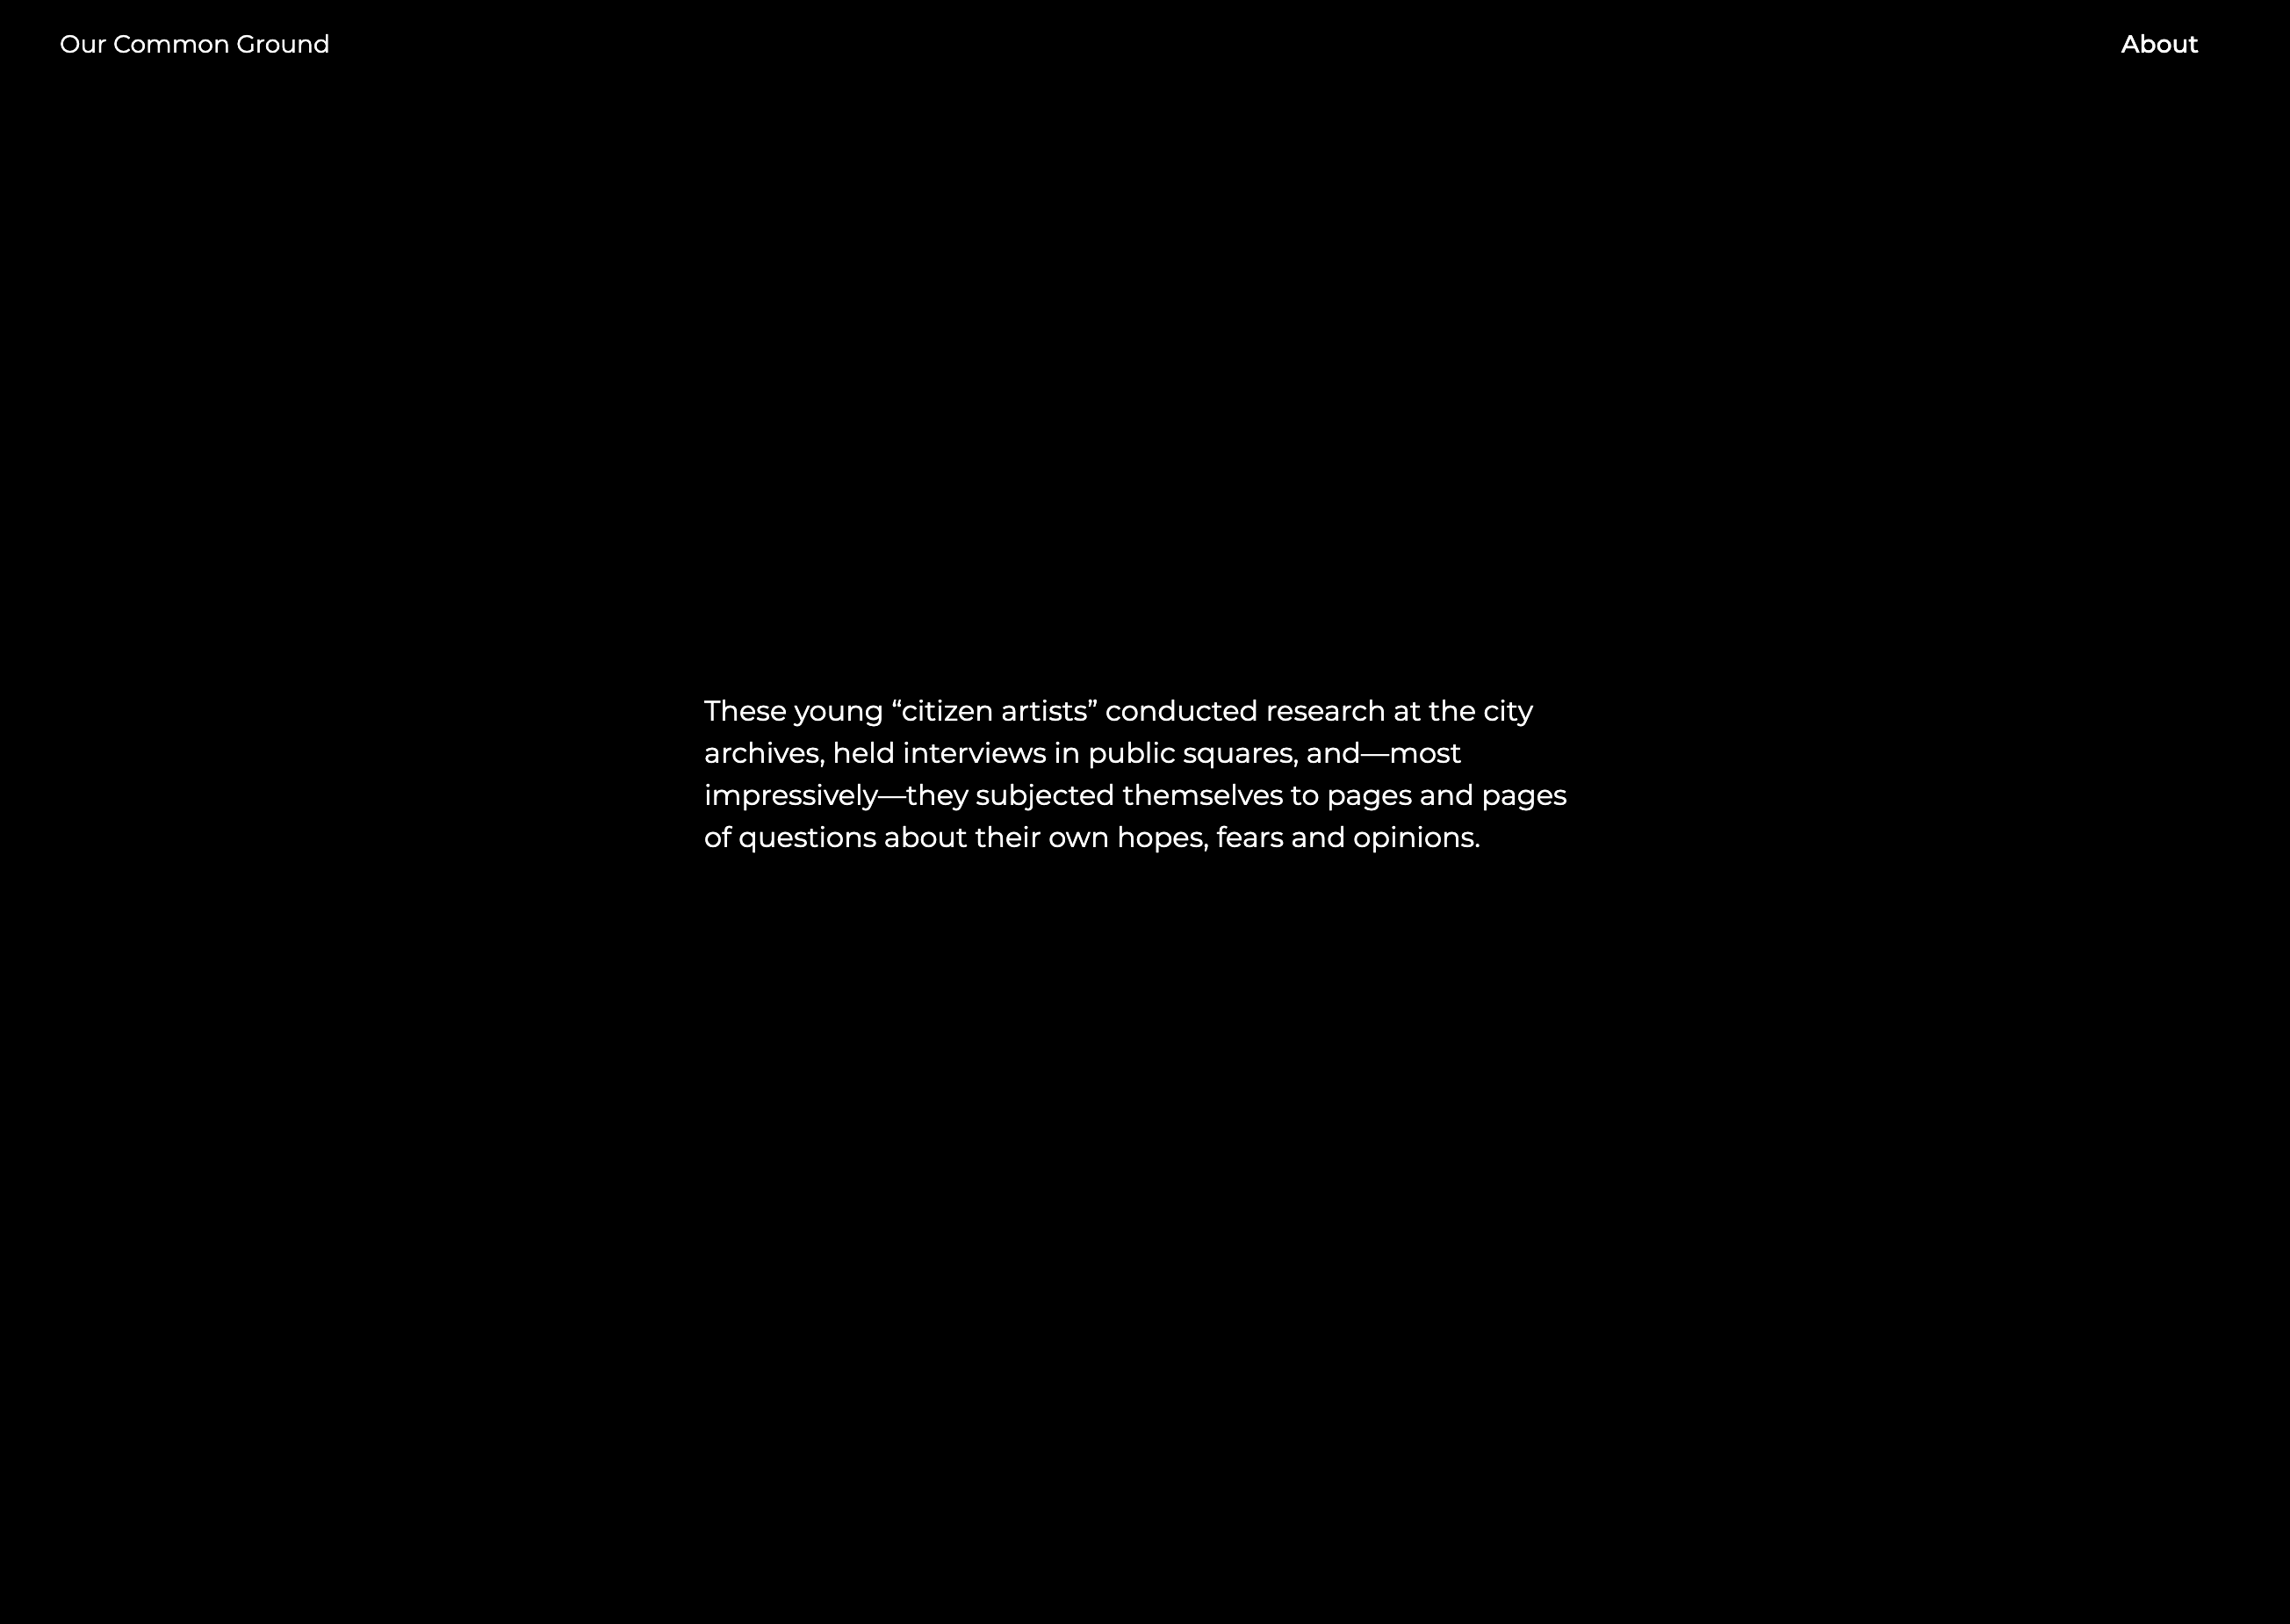 Our Common Ground
About
These young “citizen artists” conducted research at the city
archives, held interviews in public squares, and—most
impressively—they subjected themselves to pages and pages
of questions about their own hopes, fears and opinions.